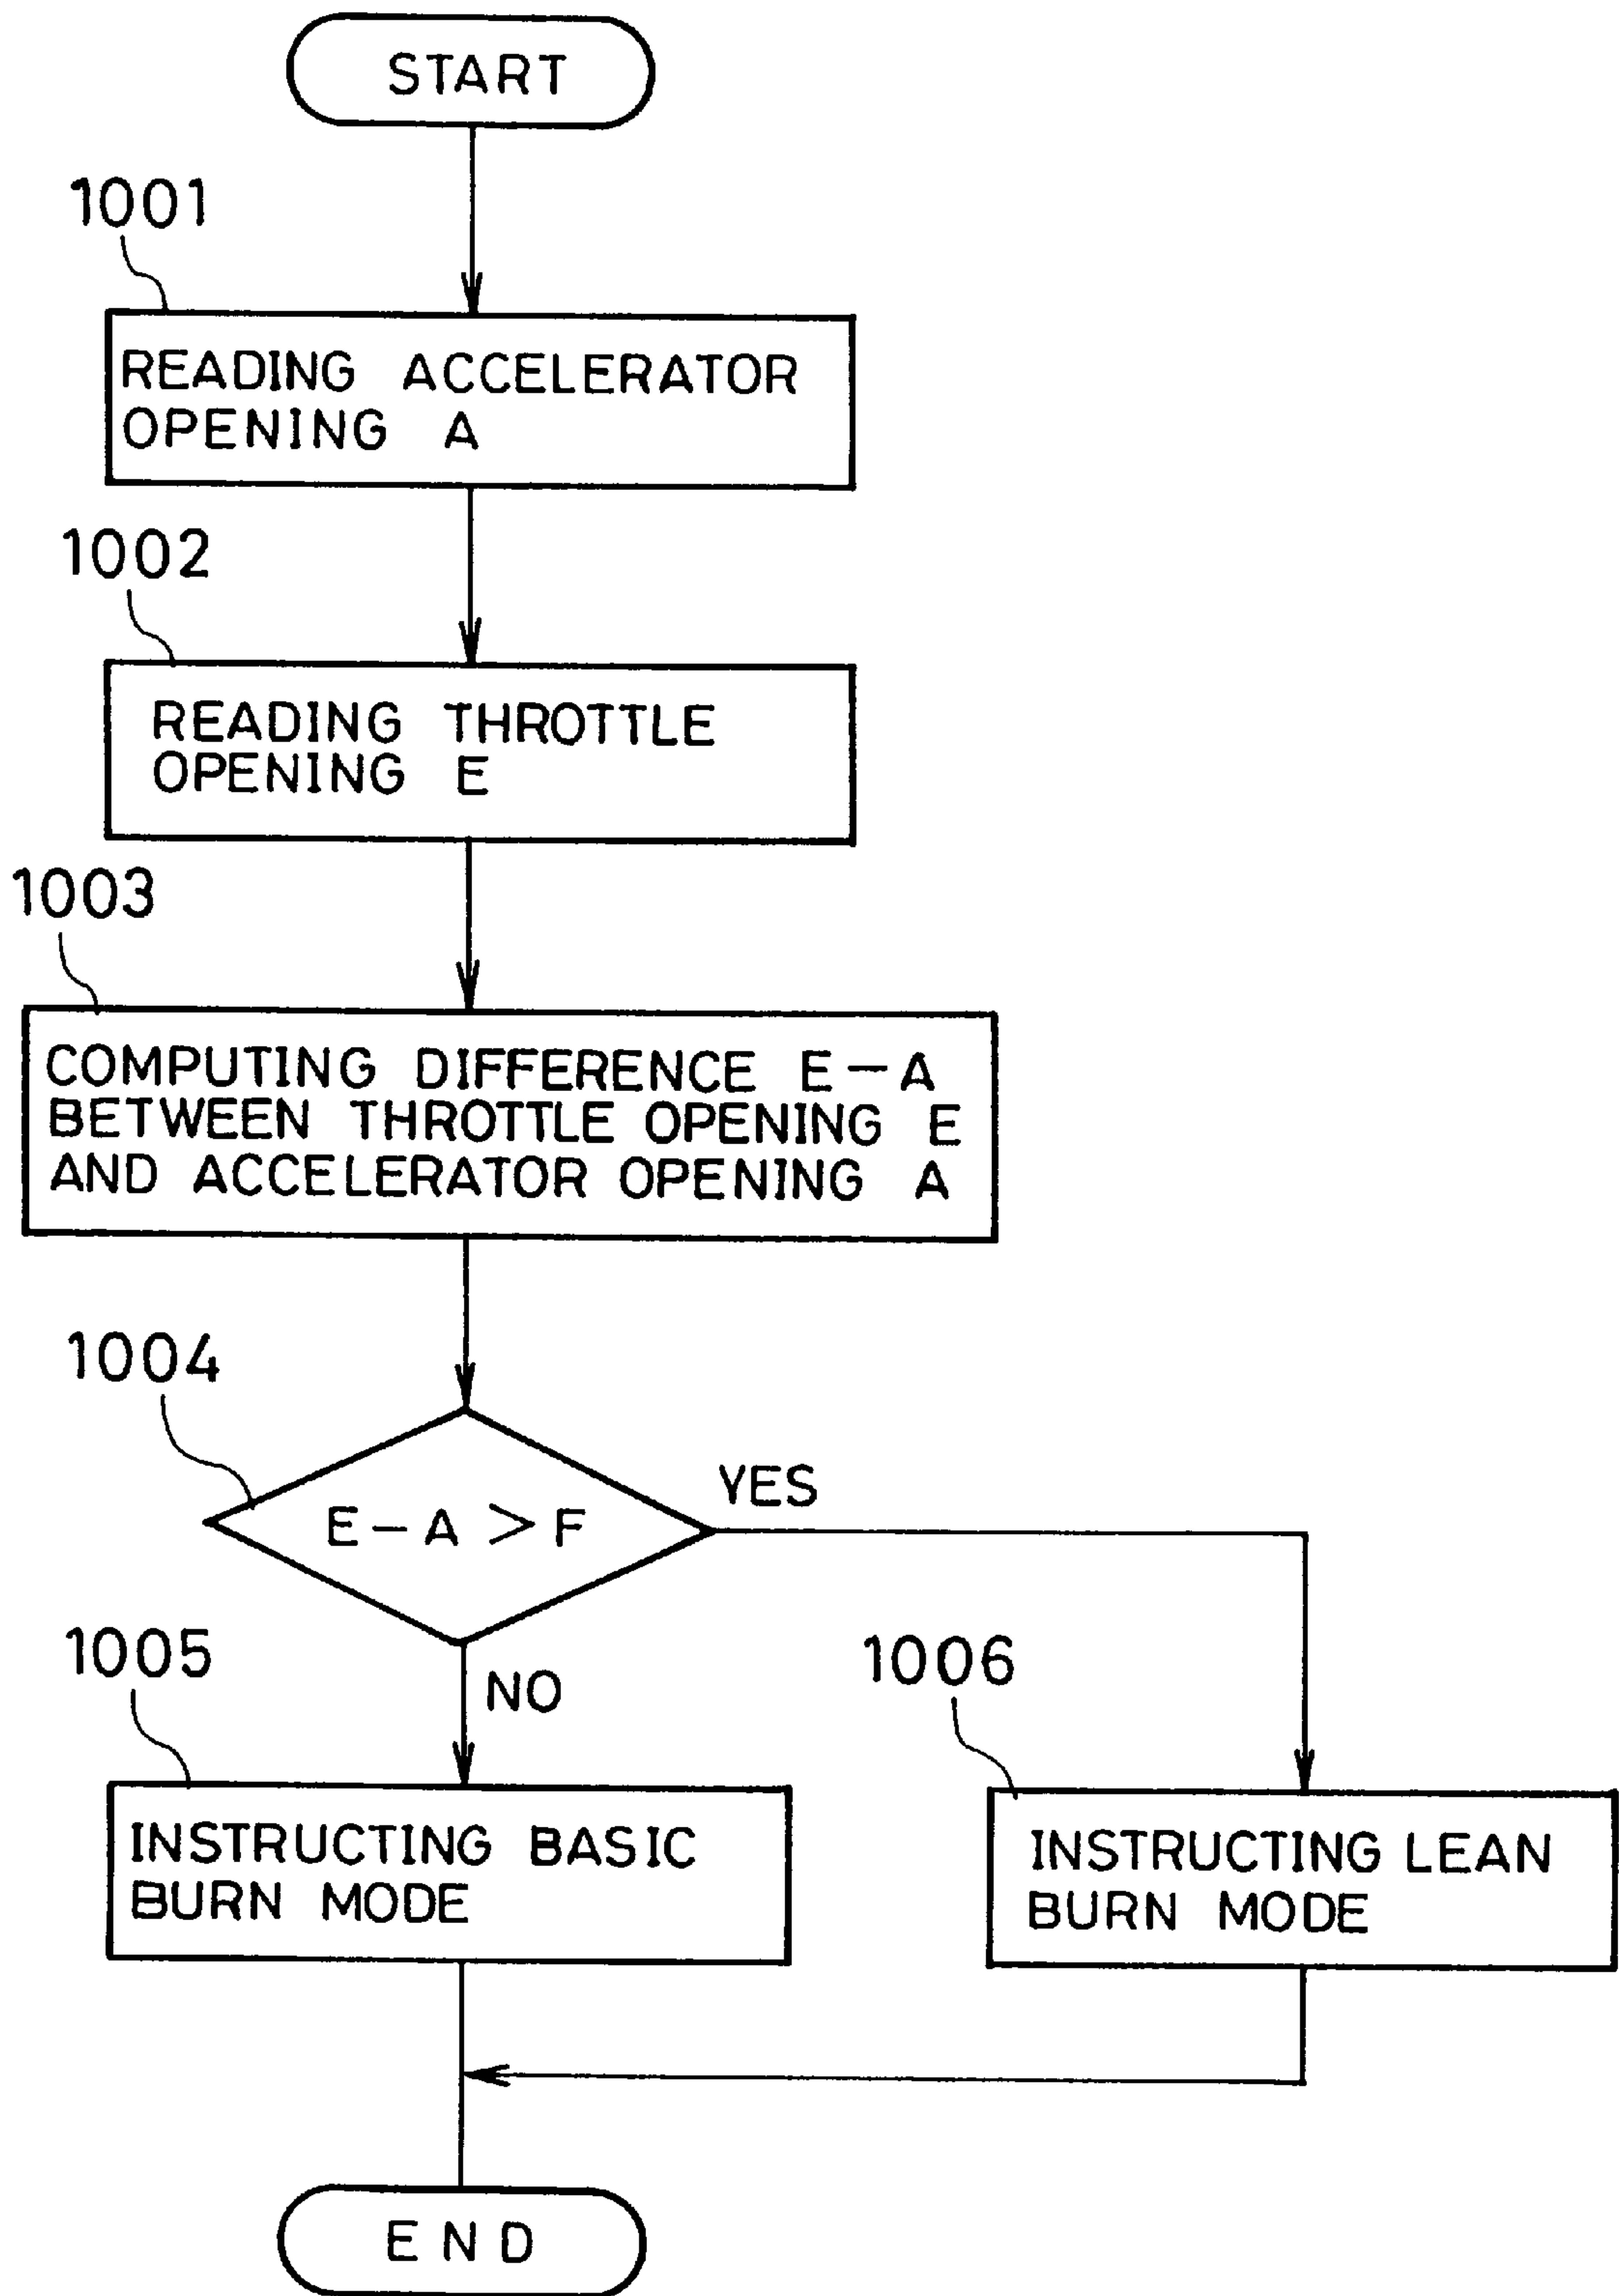 START
1001
READING ACCELERATOR
OPENING A
1002
READING THROTTLE
OPENING E
1003
COMPUTING DIFFERENCE E-A
BETWEEN THROTTLE OPENING E
AND ACCELERATOR OPENING A
1004
E-A>F
YES
NO
1005
INSTRUCTING BASIC
BURN MODE
1006
INSTRUCTING LEAN
BURN MODE
END